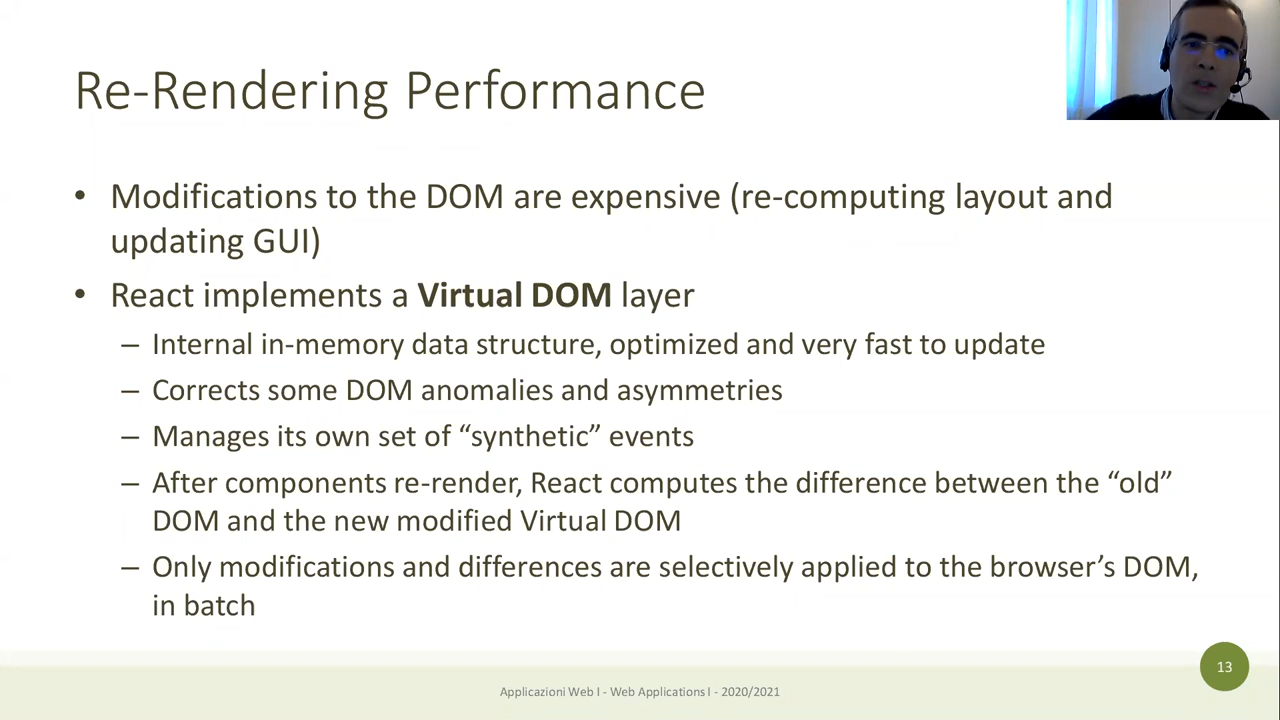 Re-Rendering Performance
• Modifications to the DOM are expensive (re-computing layout and
updating GUI)
• React implements a Virtual DOM layer
– Internal in-memory data structure, optimized and very fast to update
– Corrects some DOM anomalies and asymmetries
– Manages its own set of “synthetic” events
– After components re-render, React computes the difference between the “old”
DOM and the new modified Virtual DOM
– Only modifications and differences are selectively applied to the browser’s DOM,
in batch
13
Applicazioni Web I - Web Applications I - 2020/2021